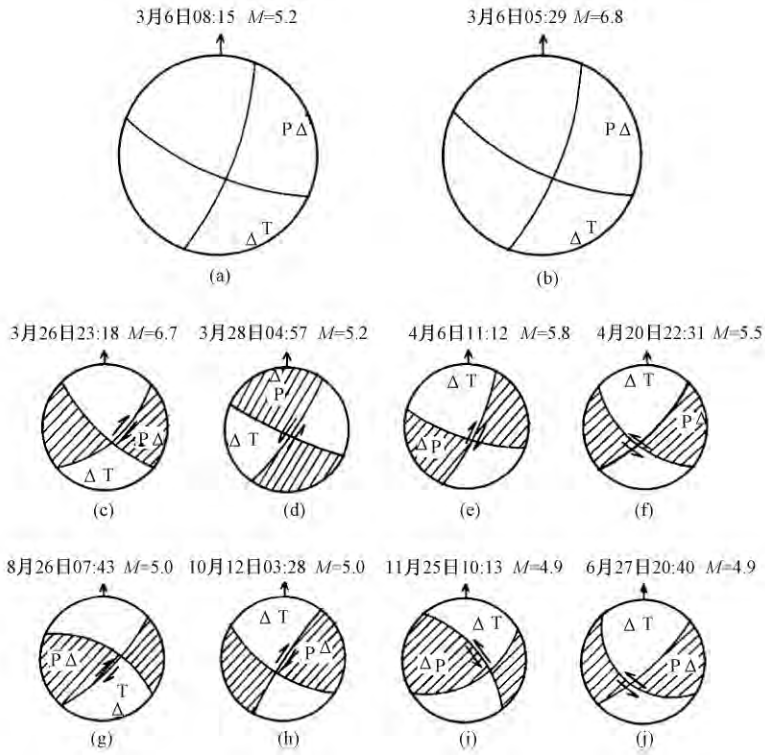 3月6日08:15 M=5.2 3月6日05:29 M=6.8
P
T
P
T
(a) (b)
3月26日23:18 M=6.7 3月28日04:57 M=5.2 4月6日11:12 M=5.8 4月20日22:31 M=5.5
P
T
P
T
T
P
T
P
(c) (d) (e) (f)
8月26日07:43 M=5.0 10月12日03:28 M=5.0 11月25日10:13 M=4.9 6月27日20:40 M=4.9
P
T
T
P
T
P
T
P
(g) (h) (i) (j)